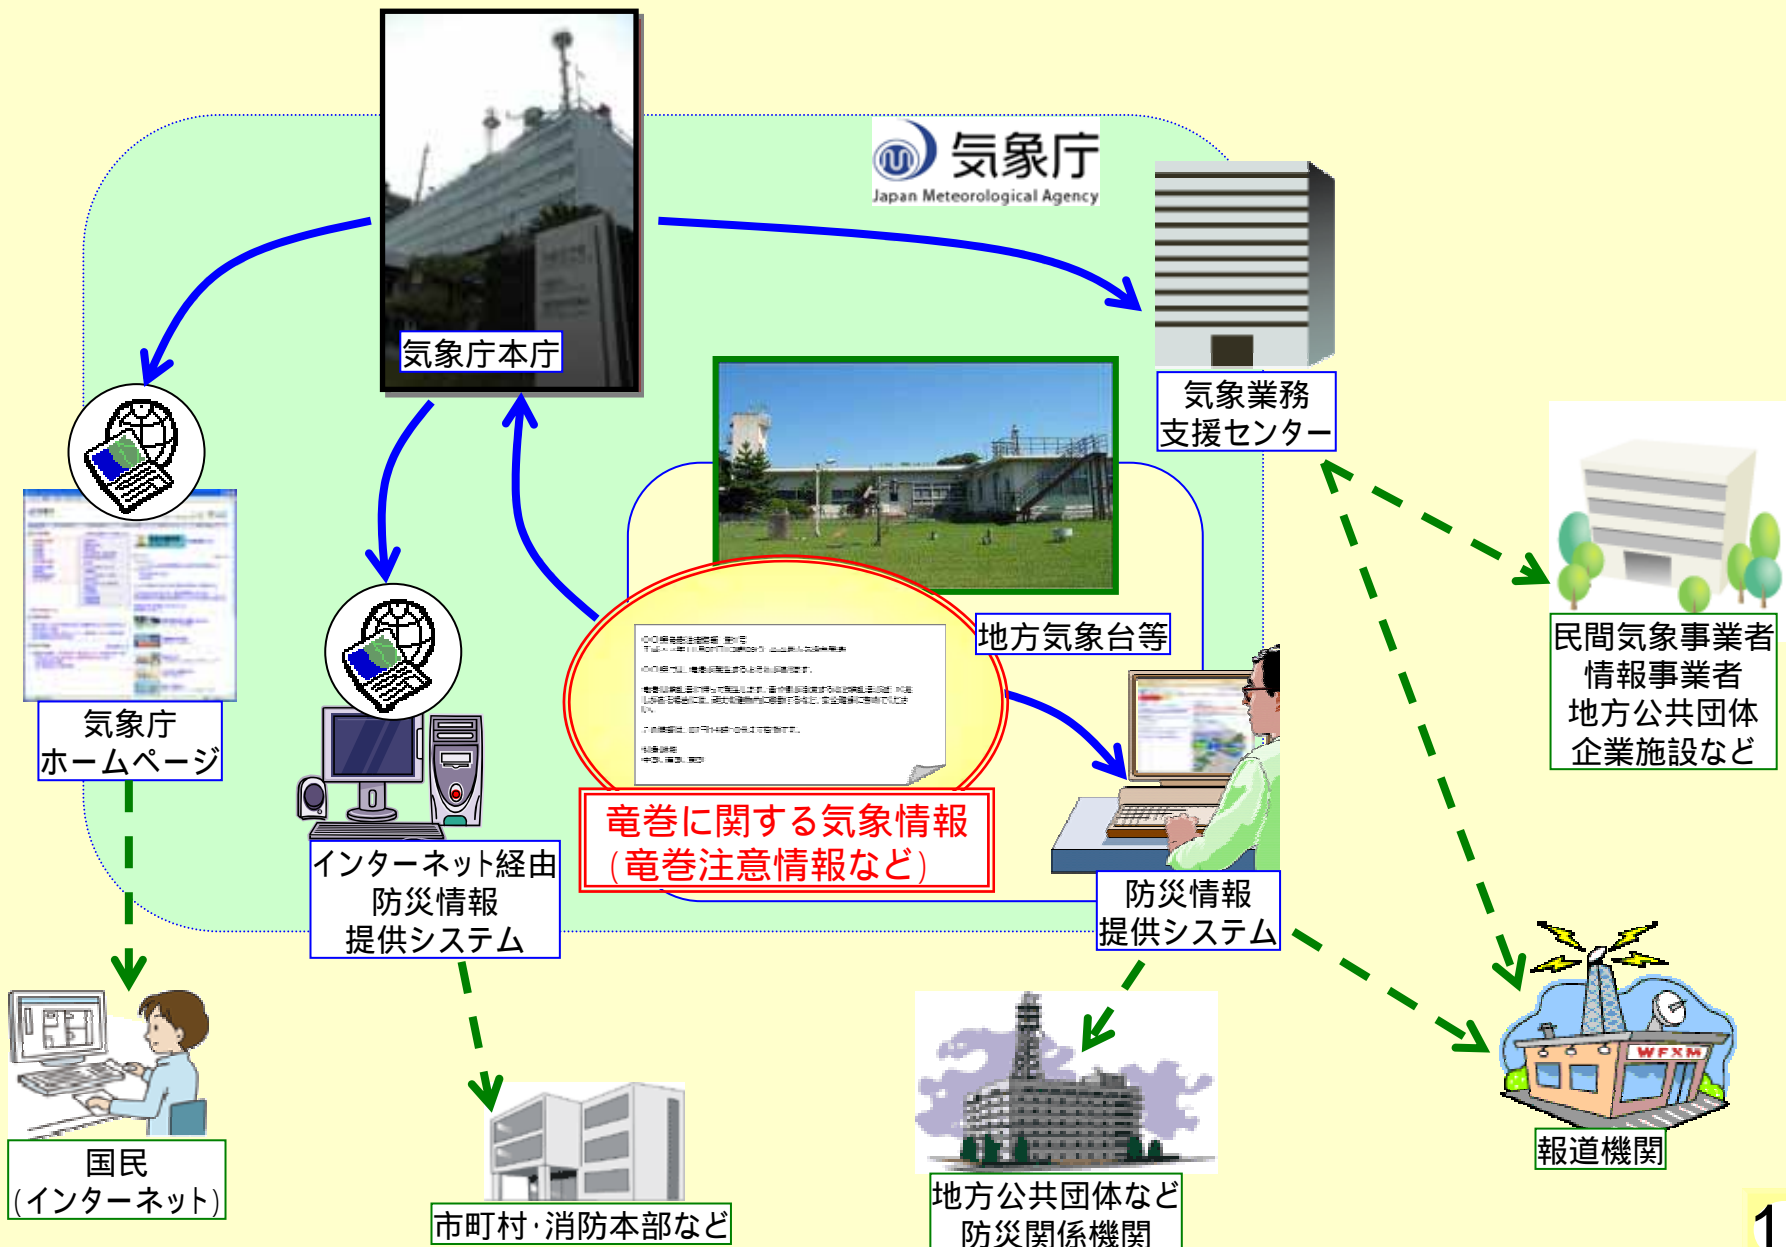 気象庁
Japan Meteorological Agency
気象庁本庁
気象業務
支援センター
地方気象台等
民間気象事業者
情報事業者
地方公共団体
企業施設など
気象庁
ホームページ
インターネット経由
防災情報
提供システム
竜巻に関する気象情報
(竜巻注意情報など)
防災情報
提供システム
WFXM
報道機関
国民
(インターネット)
市町村・消防本部など
地方公共団体など
防災関係機関
1